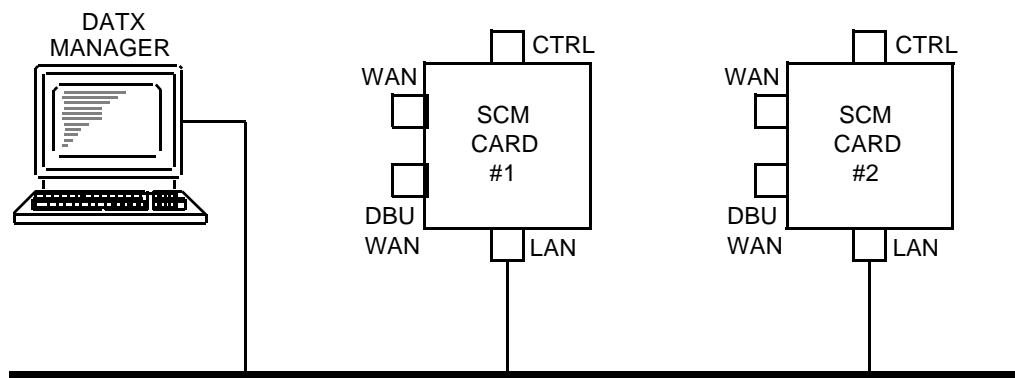 DATX
MANAGER
CTRL
WAN
SCM
CARD
#1
DBU
WAN
LAN
CTRL
WAN
SCM
CARD
#2
DBU
WAN
LAN